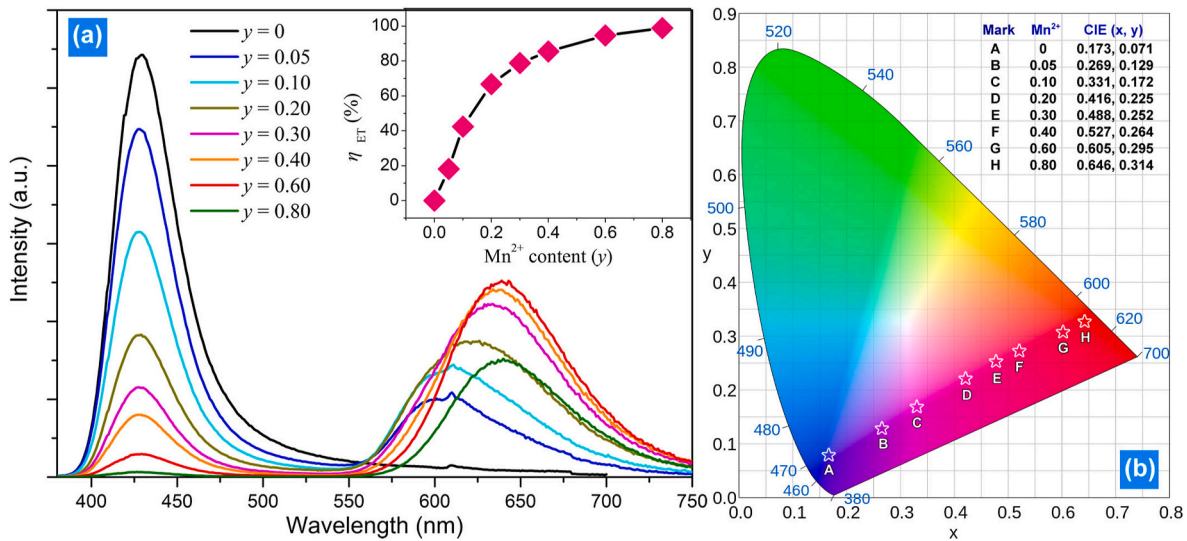 (a)
y = 0
y = 0.05
y = 0.10
y = 0.20
y = 0.30
y = 0.40
y = 0.60
y = 0.80
Intensity (a.u.)
400 450 500 550 600 650 700 750
Wavelength (nm)
100
80
60
40
20
0
η ET (%)
0.0 0.2 0.4 0.6 0.8
Mn2+ content (y)
Mark Mn2+ CIE (x, y)
A 0 0.173, 0.071
B 0.05 0.269, 0.129
C 0.10 0.331, 0.172
D 0.20 0.416, 0.225
E 0.30 0.488, 0.252
F 0.40 0.527, 0.264
G 0.60 0.605, 0.295
H 0.80 0.646, 0.314
0.9
0.8
0.7
0.6
0.5
0.4
0.3
0.2
0.1
0.0
y
520
540
560
500
580
600
620
490
700
480
470
460
380
A
B
C
D
E
F
G
H
(b)
0.0 0.1 0.2 0.3 0.4 0.5 0.6 0.7 0.8
x